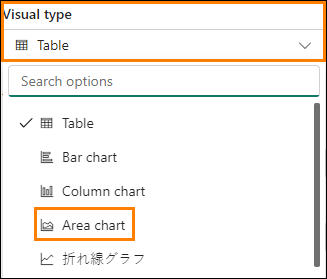 Visual type
Table
Search options
Table
Bar chart
Column chart
Area chart
折れ線グラフ